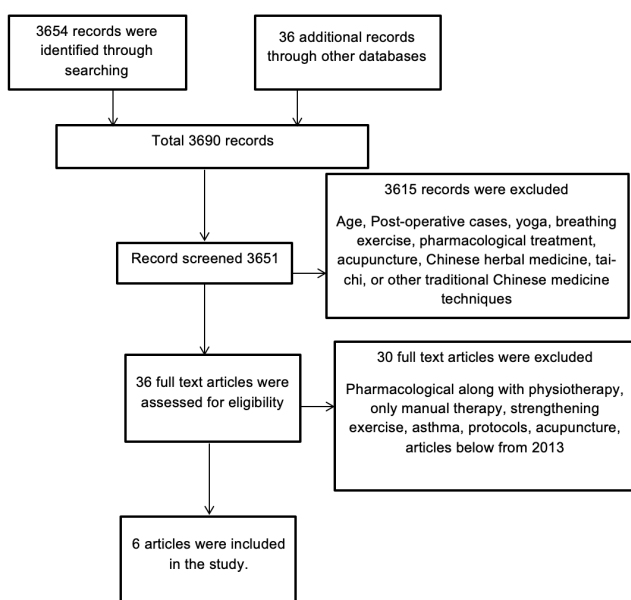 3654 records were
identified through
searching
36 additional records
through other databases
Total 3690 records
3615 records were excluded
Age, Post-operative cases, yoga, breathing
exercise, pharmacological treatment,
acupuncture, Chinese herbal medicine, tai-
chi, or other traditional Chinese medicine
techniques
Record screened 3651
30 full text articles were excluded
Pharmacological along with physiotherapy,
only manual therapy, strengthening
exercise, asthma, protocols, acupuncture,
articles below from 2013
36 full text articles were
assessed for eligibility
6 articles were included
in the study.